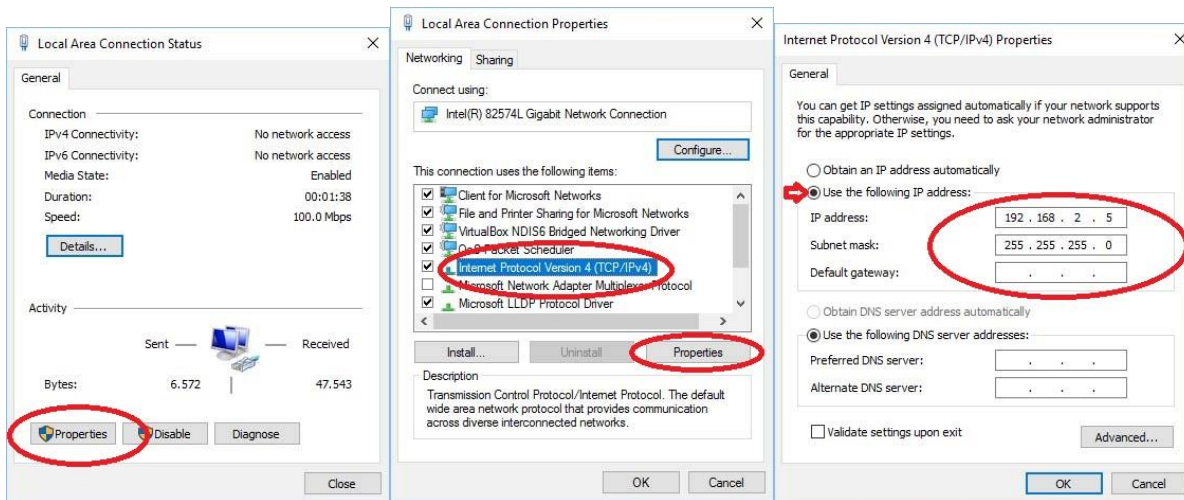 Local Area Connection Status
General
Connection
IPv4 Connectivity: No network access
IPv6 Connectivity: No network access
Media State: Enabled
Duration: 00:01:38
Speed: 100.0 Mbps
Details...
Activity
Sent Received
Bytes: 6.572 47.543
Properties Disable Diagnose
Close
Local Area Connection Properties
Networking Sharing
Connect using:
Intel(R) 82574L Gigabit Network Connection
Configure...
This connection uses the following items:
Client for Microsoft Networks
File and Printer Sharing for Microsoft Networks
VirtualBox NDIS6 Bridged Networking Driver
QoS Packet Scheduler
Internet Protocol Version 4 (TCP/IPv4)
Microsoft Network Adapter Multiplexor Protocol
Microsoft LLDP Protocol Driver
Install... Uninstall Properties
Description
Transmission Control Protocol/Internet Protocol. The default
wide area network protocol that provides communication
across diverse interconnected networks.
OK Cancel
Internet Protocol Version 4 (TCP/IPv4) Properties
General
You can get IP settings assigned automatically if your network supports
this capability. Otherwise, you need to ask your network administrator
for the appropriate IP settings.
Obtain an IP address automatically
Use the following IP address:
IP address: 192 . 168 . 2 . 5
Subnet mask: 255 . 255 . 255 . 0
Default gateway: . . .
Obtain DNS server address automatically
Use the following DNS server addresses:
Preferred DNS server: . . .
Alternate DNS server: . . .
Validate settings upon exit
Advanced...
OK Cancel